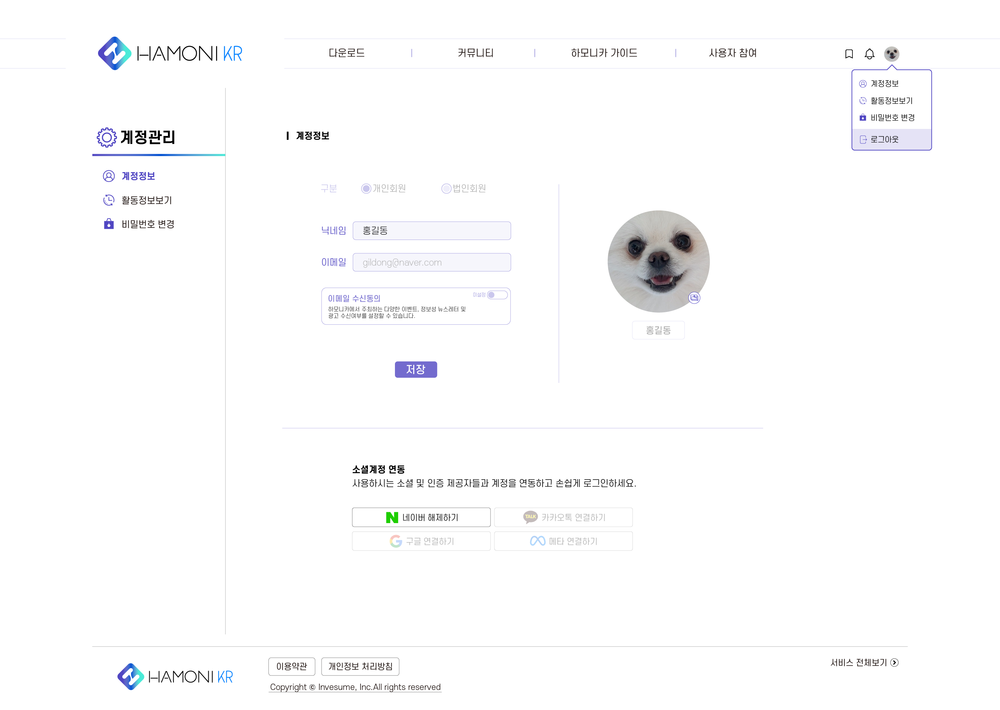 HAMONI KR
다운로드
커뮤니티
하모니카 가이드
사용자 참여
계정정보
활동정보보기
비밀번호 변경
로그아웃
계정관리
계정정보
활동정보보기
비밀번호 변경
계정정보
구분 개인회원 법인회원
닉네임 홍길동
이메일 gildong@naver.com
이메일 수신동의 미설정
하모니카에서 주최하는 다양한 이벤트, 정보성 뉴스레터 및
광고 수신여부를 설정할 수 있습니다.
저장
홍길동
소셜계정 연동
사용하시는 소셜 및 인증 제공자들과 계정을 연동하고 손쉽게 로그인하세요.
N 네이버 해제하기
TALK 카카오톡 연결하기
G 구글 연결하기
메타 연결하기
HAMONI KR
이용약관
개인정보 처리방침
Copyright © Invesume, Inc.All rights reserved
서비스 전체보기